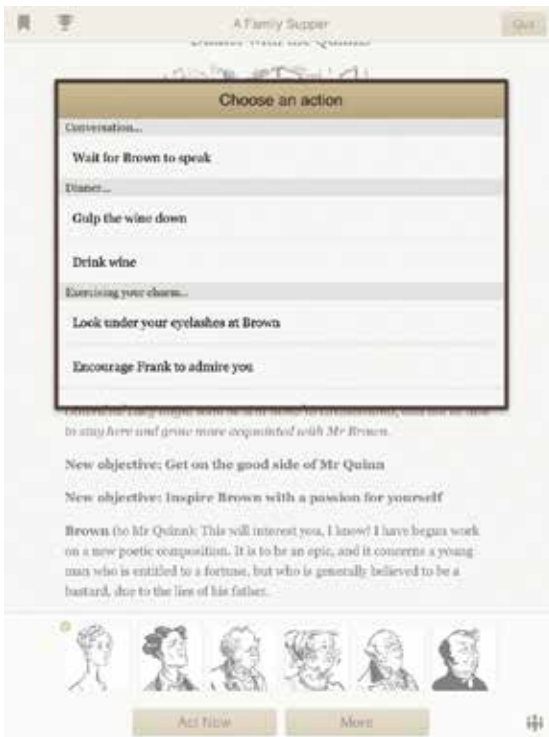 A Family Supper
Quit
Dinner with the Quinns
Choose an action
Conversation...
Wait for Brown to speak
Dinner...
Gulp the wine down
Drink wine
Exercising your charm...
Look under your eyelashes at Brown
Encourage Frank to admire you
to stay here and grow more acquainted with Mr Brown.
New objective: Get on the good side of Mr Quinn
New objective: Inspire Brown with a passion for yourself
Brown (to Mr Quinn): This will interest you, I know! I have begun work
on a new poetic composition. It is to be an epic, and it concerns a young
man who is entitled to a fortune, but who is generally believed to be a
bastard, due to the lies of his father.
Act Now
More